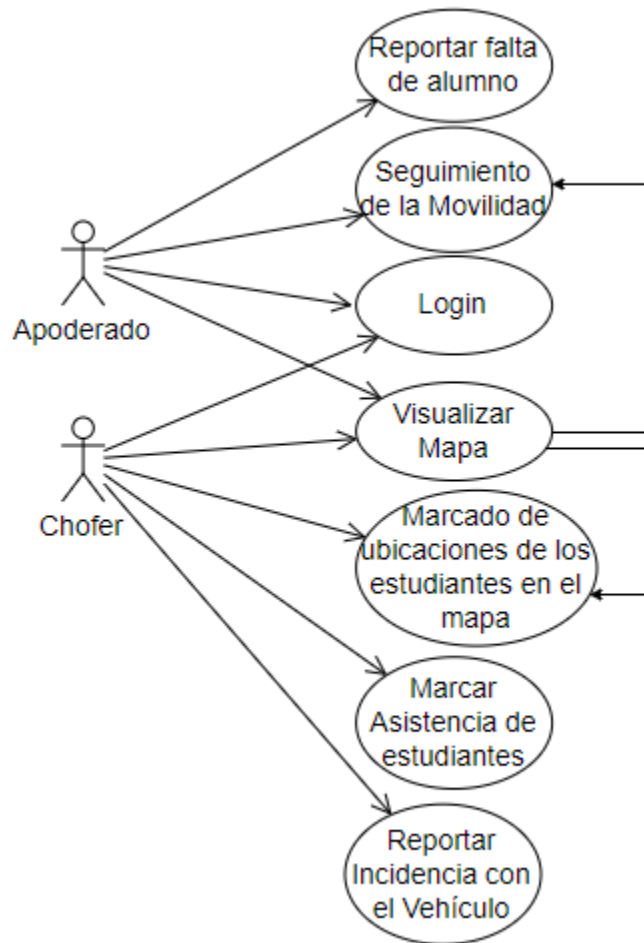 Reportar falta
de alumno
Seguimiento
de la Movilidad
Apoderado
Login
Visualizar
Mapa
Chofer
Marcado de
ubicaciones de los
estudiantes en el
mapa
Marcar
Asistencia de
estudiantes
Reportar
Incidencia con
el Vehículo